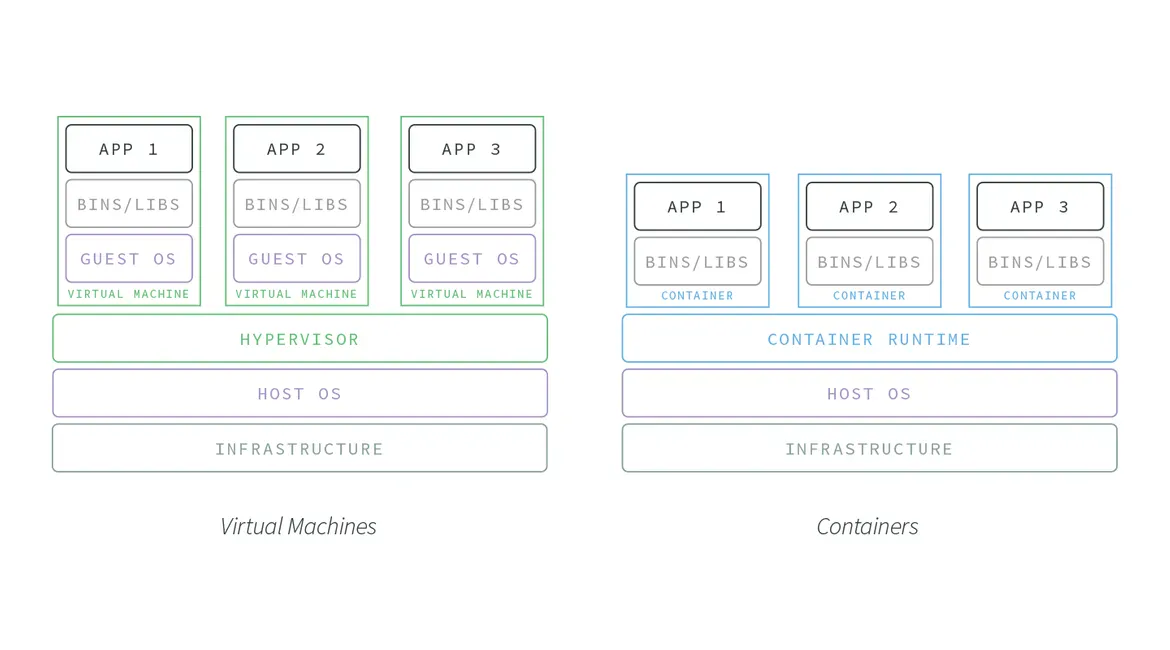 APP 1
BINS/LIBS
GUEST OS
VIRTUAL MACHINE
APP 2
BINS/LIBS
GUEST OS
VIRTUAL MACHINE
APP 3
BINS/LIBS
GUEST OS
VIRTUAL MACHINE
HYPERVISOR
HOST OS
INFRASTRUCTURE
Virtual Machines
APP 1
BINS/LIBS
CONTAINER
APP 2
BINS/LIBS
CONTAINER
APP 3
BINS/LIBS
CONTAINER
CONTAINER RUNTIME
HOST OS
INFRASTRUCTURE
Containers